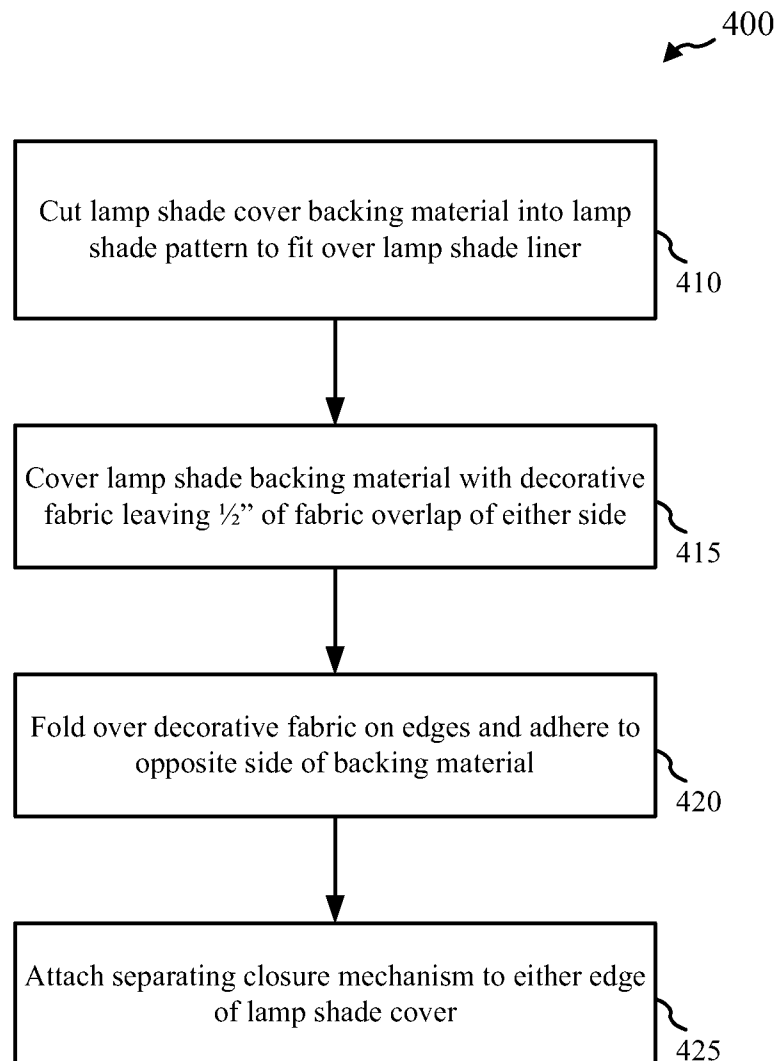 400
Cut lamp shade cover backing material into lamp
shade pattern to fit over lamp shade liner
410
Cover lamp shade backing material with decorative
fabric leaving ½” of fabric overlap of either side
415
Fold over decorative fabric on edges and adhere to
opposite side of backing material
420
Attach separating closure mechanism to either edge
of lamp shade cover
425